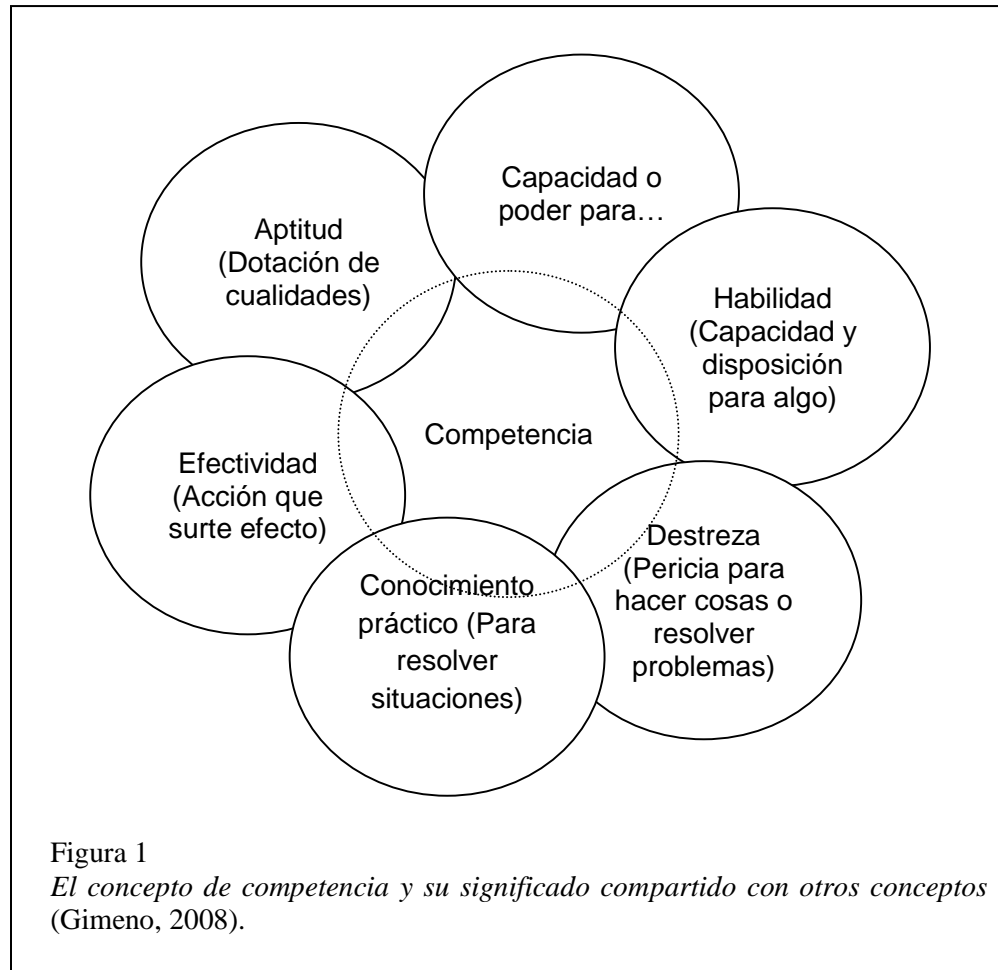 Capacidad o
poder para…
Aptitud
(Dotación de
cualidades)
Habilidad
(Capacidad y
disposición
para algo)
Competencia
Efectividad
(Acción que
surte efecto)
Destreza
(Pericia para
hacer cosas o
resolver
problemas)
Conocimiento
práctico (Para
resolver
situaciones)
Figura 1
El concepto de competencia y su significado compartido con otros conceptos
(Gimeno, 2008).